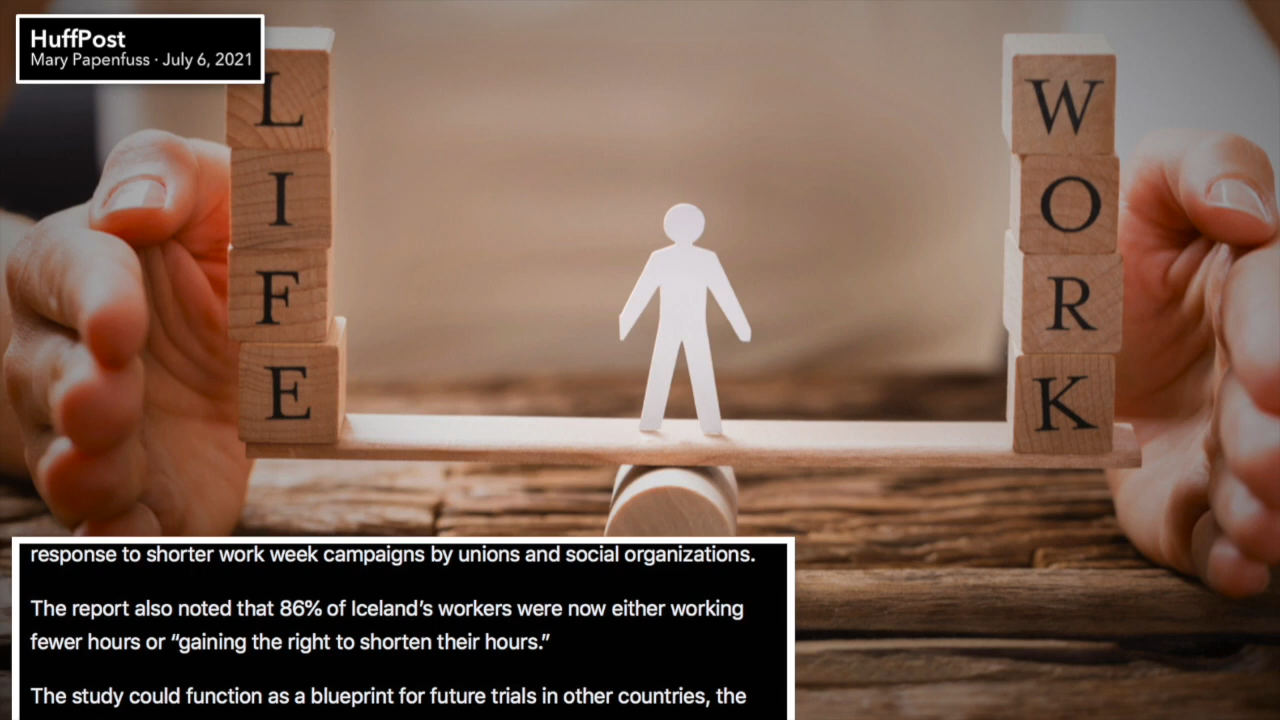 HuffPost
Mary Papenfuss · July 6, 2021
L
I
F
E
W
O
R
K
response to shorter work week campaigns by unions and social organizations.
The report also noted that 86% of Iceland’s workers were now either working
fewer hours or “gaining the right to shorten their hours.”
The study could function as a blueprint for future trials in other countries, the